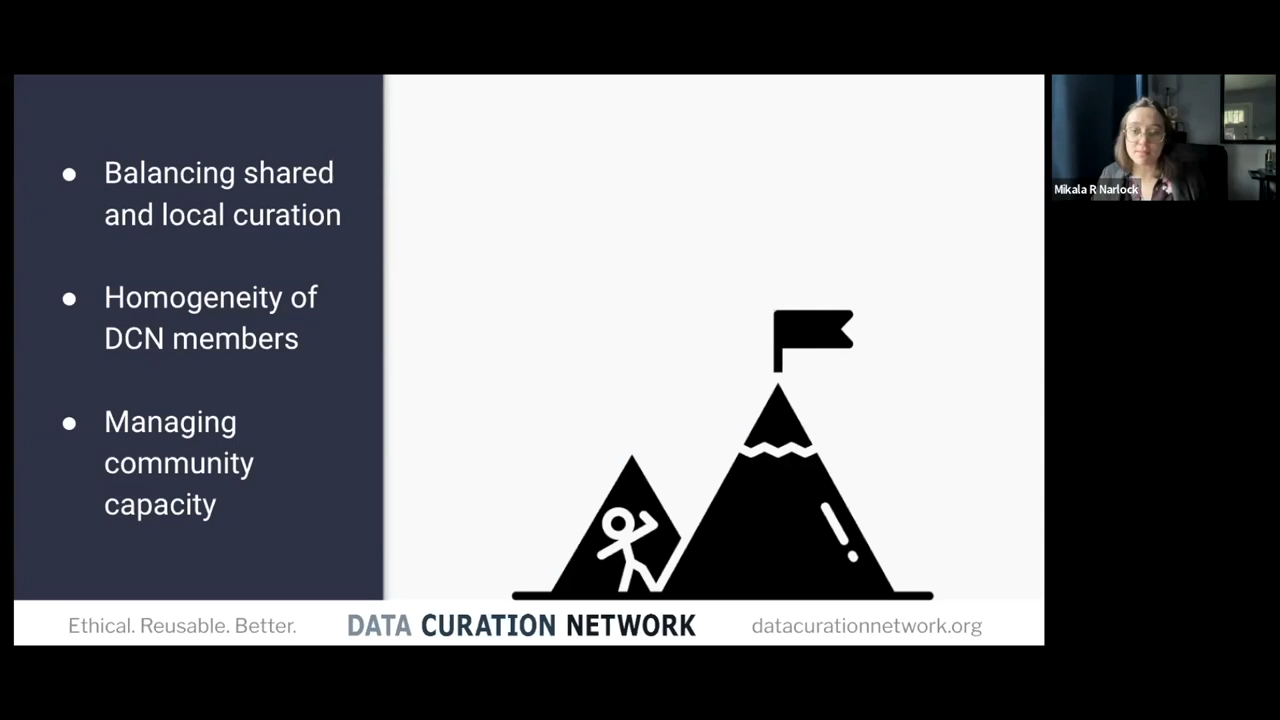 ● Balancing shared
and local curation
● Homogeneity of
DCN members
● Managing
community
capacity
Ethical. Reusable. Better.
DATA CURATION NETWORK
datacurationnetwork.org
Mikala R Narlock